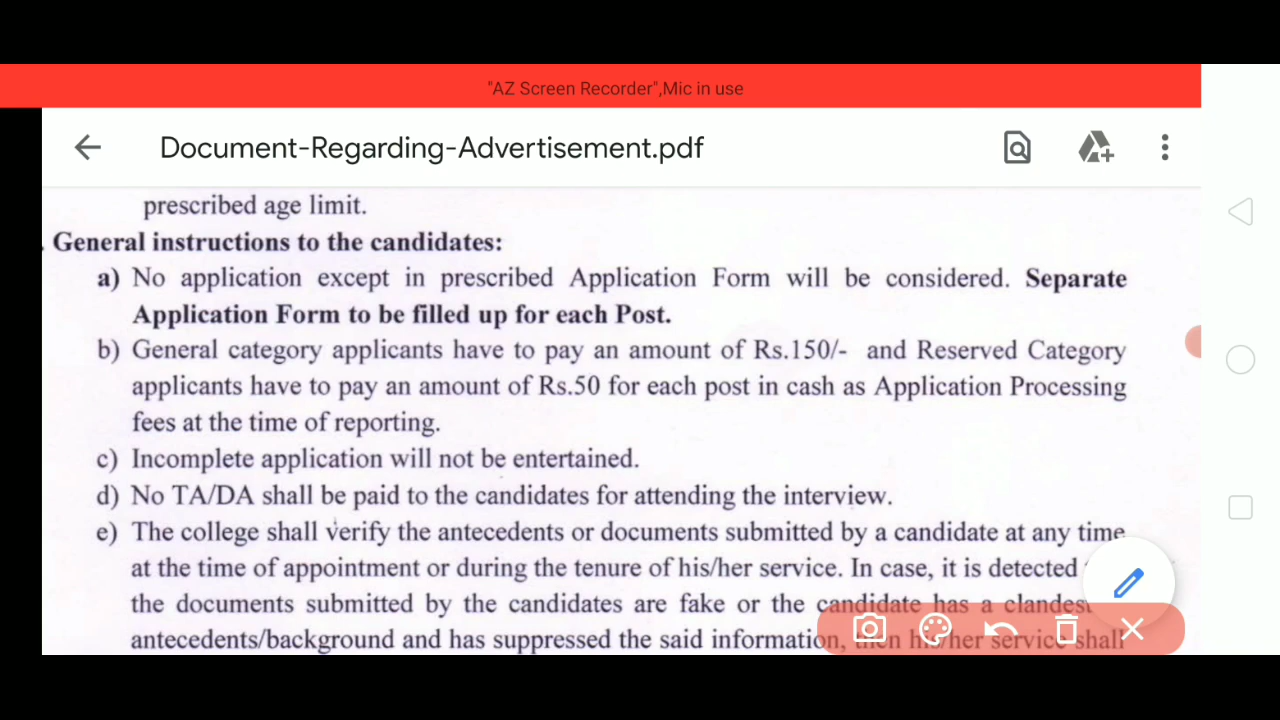 "AZ Screen Recorder",Mic in use
Document-Regarding-Advertisement.pdf
prescribed age limit.
General instructions to the candidates:
a) No application except in prescribed Application Form will be considered. Separate
Application Form to be filled up for each Post.
b) General category applicants have to pay an amount of Rs.150/- and Reserved Category
applicants have to pay an amount of Rs.50 for each post in cash as Application Processing
fees at the time of reporting.
c) Incomplete application will not be entertained.
d) No TA/DA shall be paid to the candidates for attending the interview.
e) The college shall verify the antecedents or documents submitted by a candidate at any time
at the time of appointment or during the tenure of his/her service. In case, it is detected
the documents submitted by the candidates are fake or the candidate has a
antecedents/background and has suppressed the said information, then his/her service shall